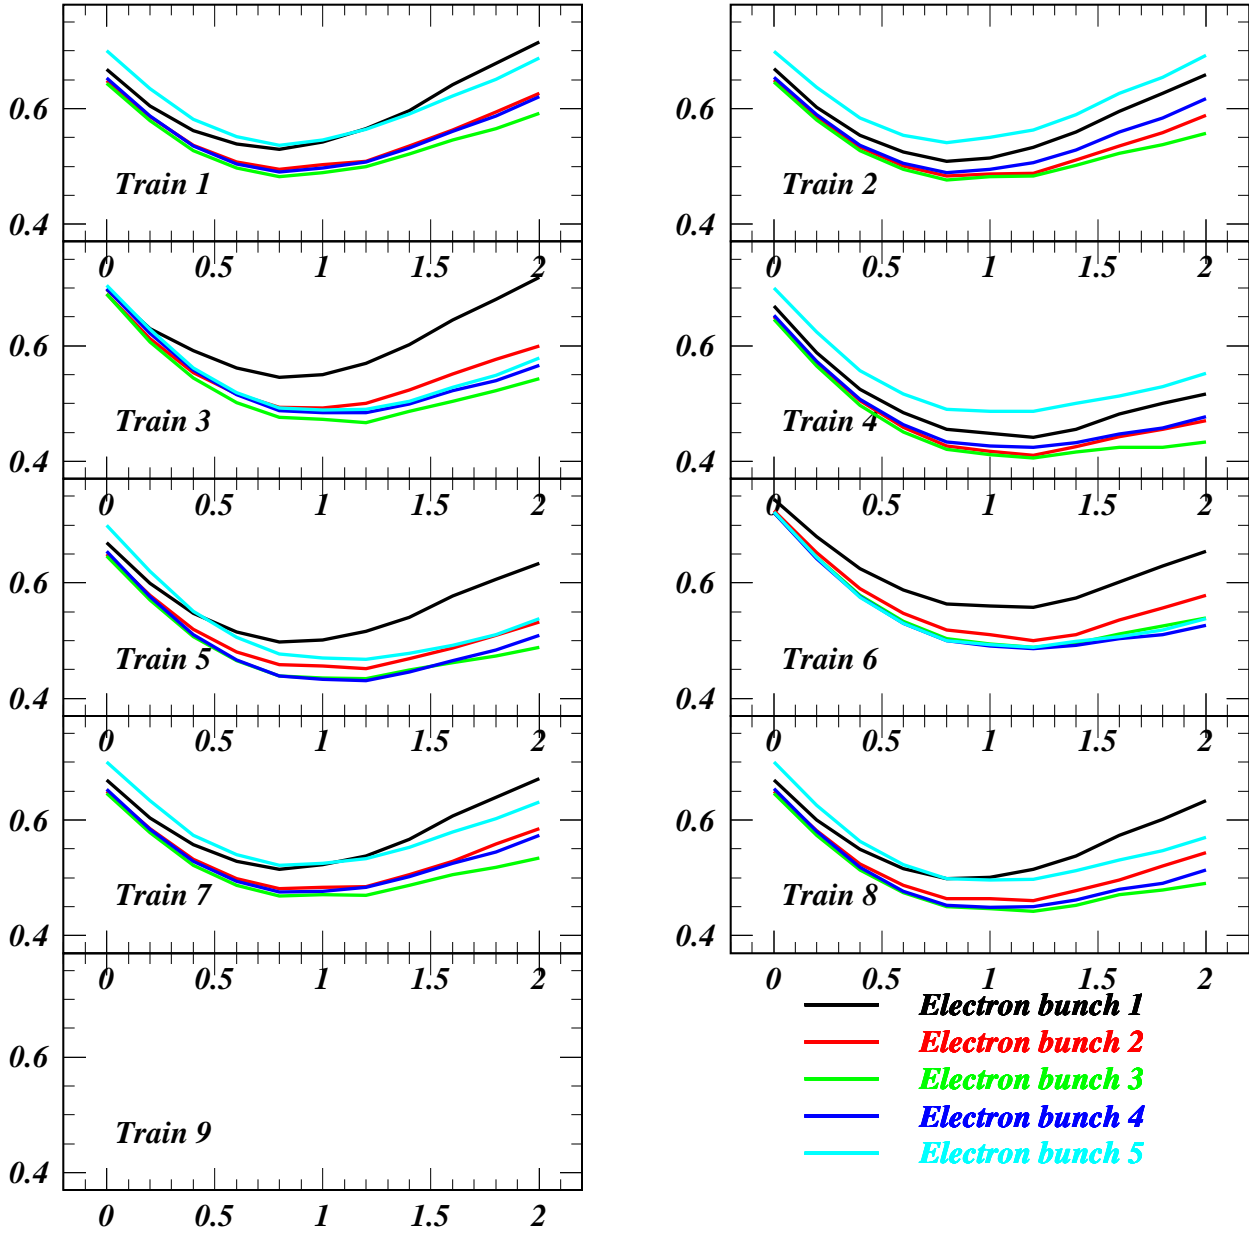 0.6
0.4
Train 1
0.6
0.4
Train 2
0 0.5 1 1.5 2
0 0.5 1 1.5 2
0.6
0.4
Train 3
0.6
0.4
Train 4
0 0.5 1 1.5 2
0 0.5 1 1.5 2
0.6
0.4
Train 5
0.6
0.4
Train 6
0 0.5 1 1.5 2
0 0.5 1 1.5 2
0.6
0.4
Train 7
0.6
0.4
Train 8
0 0.5 1 1.5 2
0 0.5 1 1.5 2
0.6
0.4
Train 9
0 0.5 1 1.5 2
Electron bunch 1
Electron bunch 2
Electron bunch 3
Electron bunch 4
Electron bunch 5